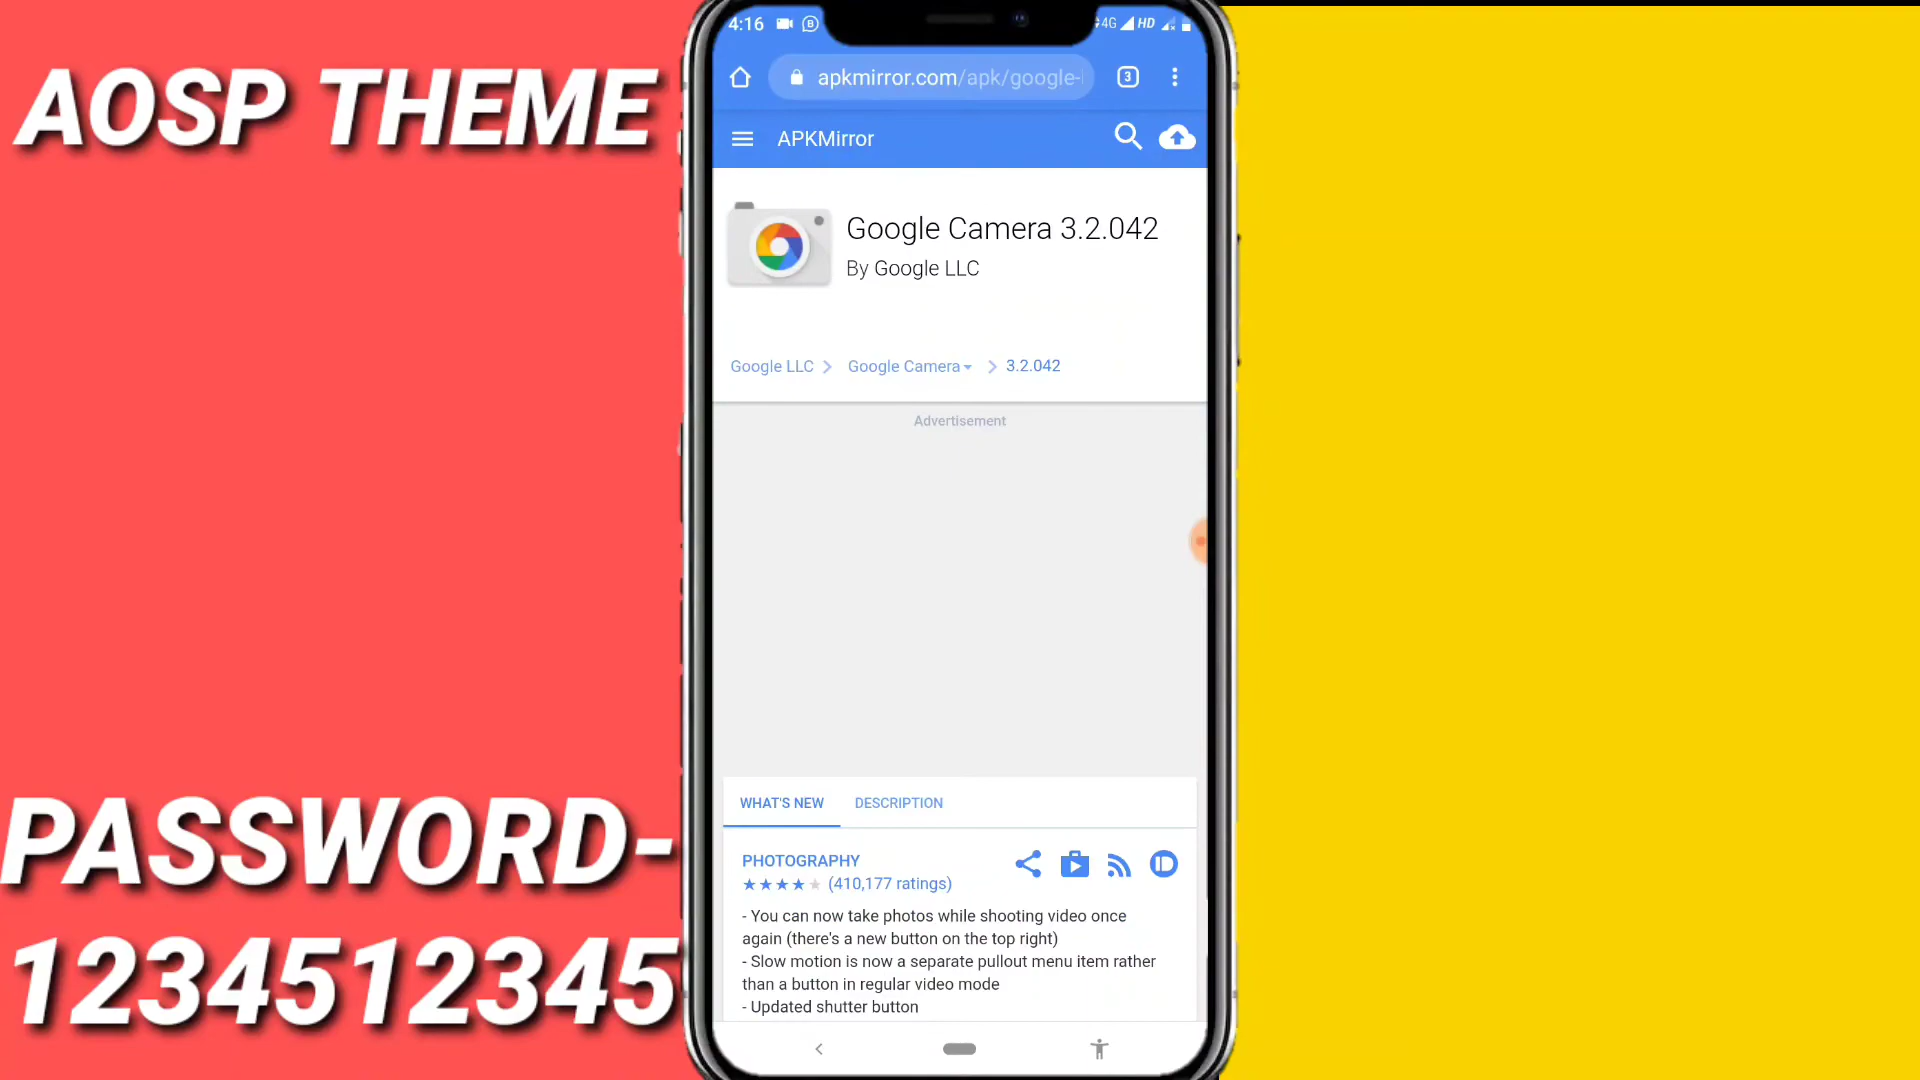 AOSP THEME
PASSWORD-
1234512345
4:16
4G HD
apkmirror.com/apk/google-
3
APKMirror
Google Camera 3.2.042
By Google LLC
Google LLC
Google Camera
3.2.042
Advertisement
WHAT'S NEW
DESCRIPTION
PHOTOGRAPHY
(410,177 ratings)
- You can now take photos while shooting video once
again (there's a new button on the top right)
- Slow motion is now a separate pullout menu item rather
than a button in regular video mode
- Updated shutter button